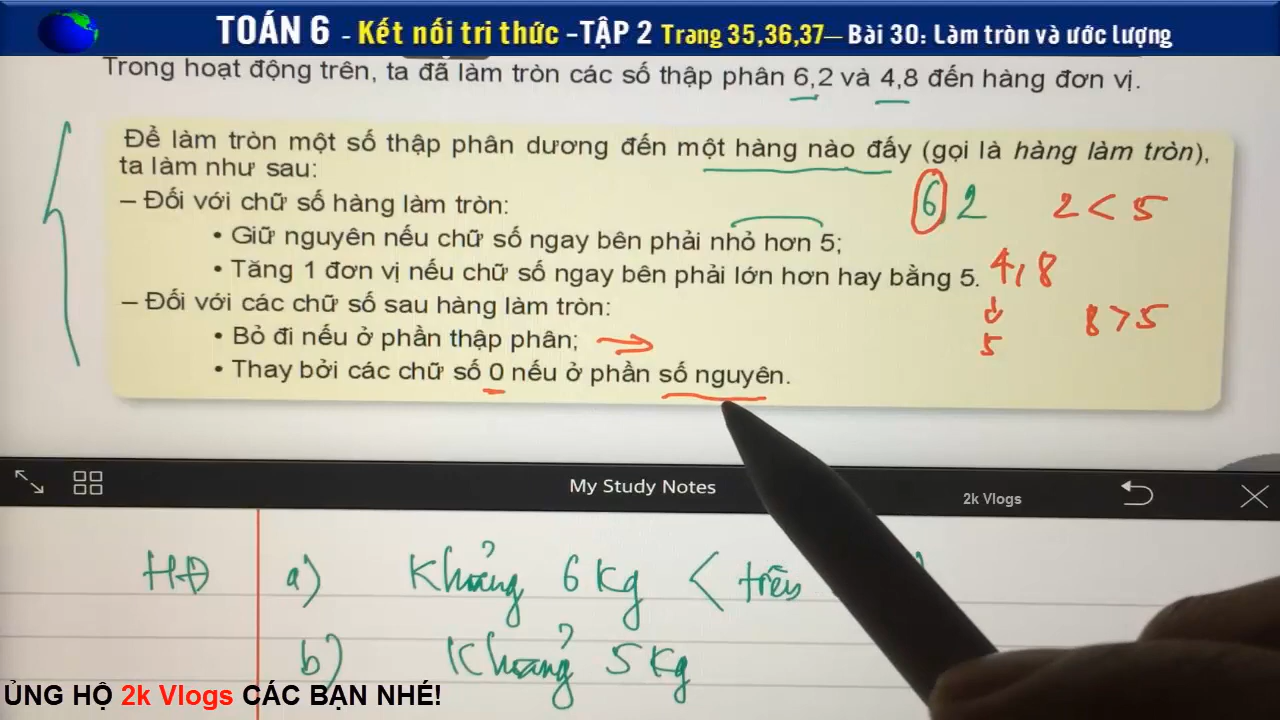 TOÁN 6 - Kết nối tri thức -TẬP 2 Trang 35,36,37- Bài 30: Làm tròn và ước lượng
Trong hoạt động trên, ta đã làm tròn các số thập phân 6,2 và 4,8 đến hàng đơn vị.
Để làm tròn một số thập phân dương đến một hàng nào đấy (gọi là hàng làm tròn),
ta làm như sau:
– Đối với chữ số hàng làm tròn:
6,2 2 < 5
• Giữ nguyên nếu chữ số ngay bên phải nhỏ hơn 5;
• Tăng 1 đơn vị nếu chữ số ngay bên phải lớn hơn hay bằng 5.
4,8
– Đối với các chữ số sau hàng làm tròn:
5 8 > 5
• Bỏ đi nếu ở phần thập phân;
• Thay bởi các chữ số 0 nếu ở phần số nguyên.
My Study Notes
2k Vlogs
HĐ a) Khoảng 6 kg < trên
b) Khoảng 5 kg
ỦNG HỘ 2k Vlogs CÁC BẠN NHÉ!